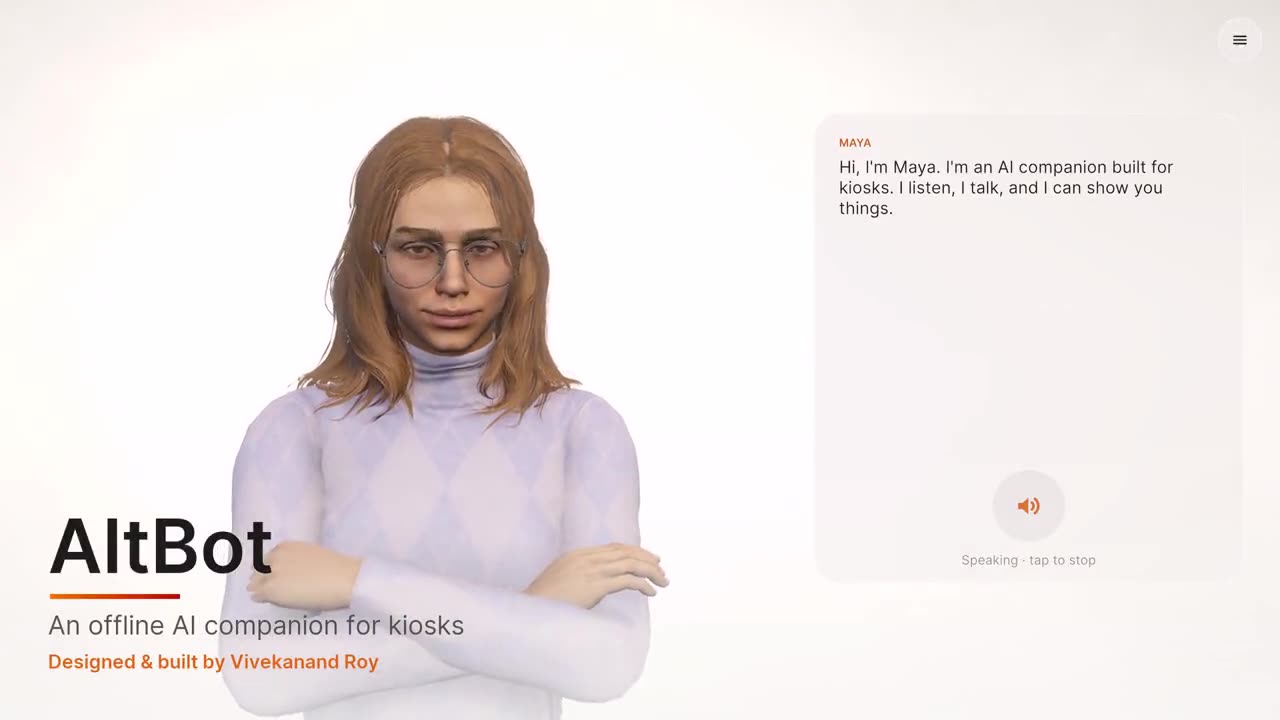 MAYA
Hi, I'm Maya. I'm an AI companion built for
kiosks. I listen, I talk, and I can show you
things.
Speaking · tap to stop
AltBot
An offline AI companion for kiosks
Designed & built by Vivekanand Roy